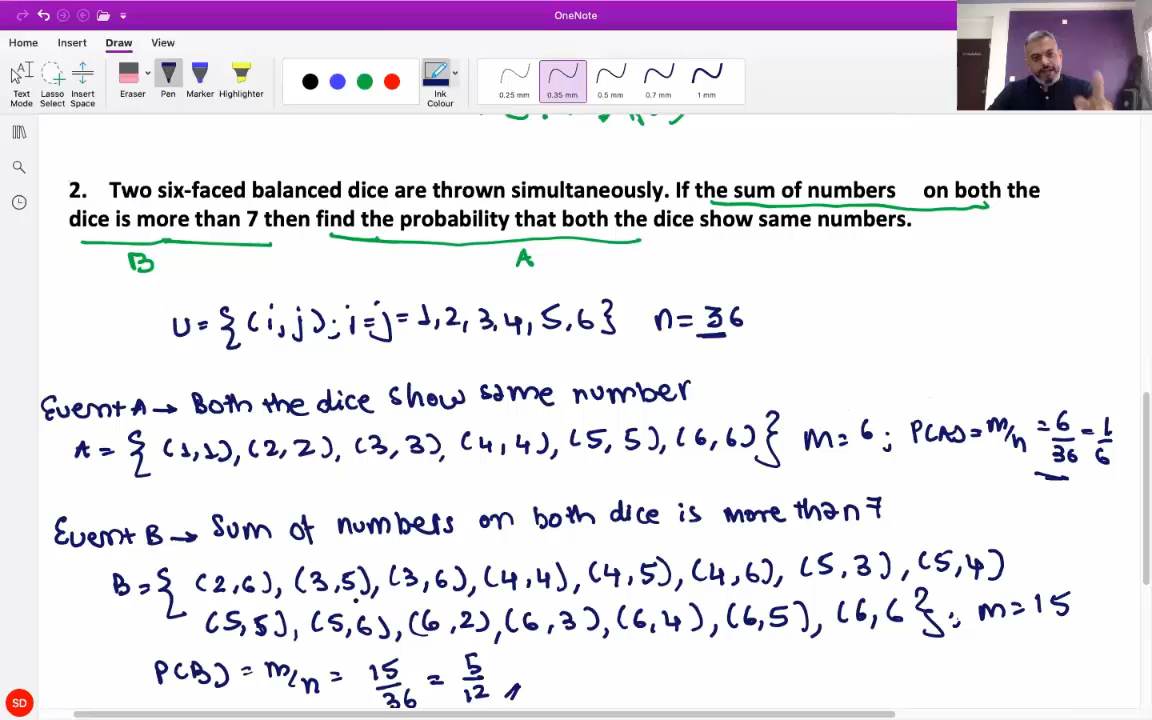 OneNote
Home Insert Draw View
Text Mode Lasso Select Insert Space Eraser Pen Marker Highlighter Ink Colour 0.25 mm 0.35 mm 0.5 mm 0.7 mm 1 mm
2. Two six-faced balanced dice are thrown simultaneously. If the sum of numbers on both the
dice is more than 7 then find the probability that both the dice show same numbers.
B A
U = {(i, j); i=j= 1, 2, 3, 4, 5, 6} n = 36
Event A → Both the dice show same number
A = { (1,1), (2, 2), (3, 3), (4, 4), (5, 5), (6, 6) } m = 6 ; P(A) = m/n = 6/36 = 1/6
Event B → Sum of numbers on both dice is more than 7
B = { (2,6), (3,5), (3,6), (4,4), (4,5), (4,6), (5,3), (5,4)
(5,5), (5,6), (6,2), (6,3), (6,4), (6,5), (6,6 }; m = 15
P(B) = m/n = 15/36 = 5/12
SD